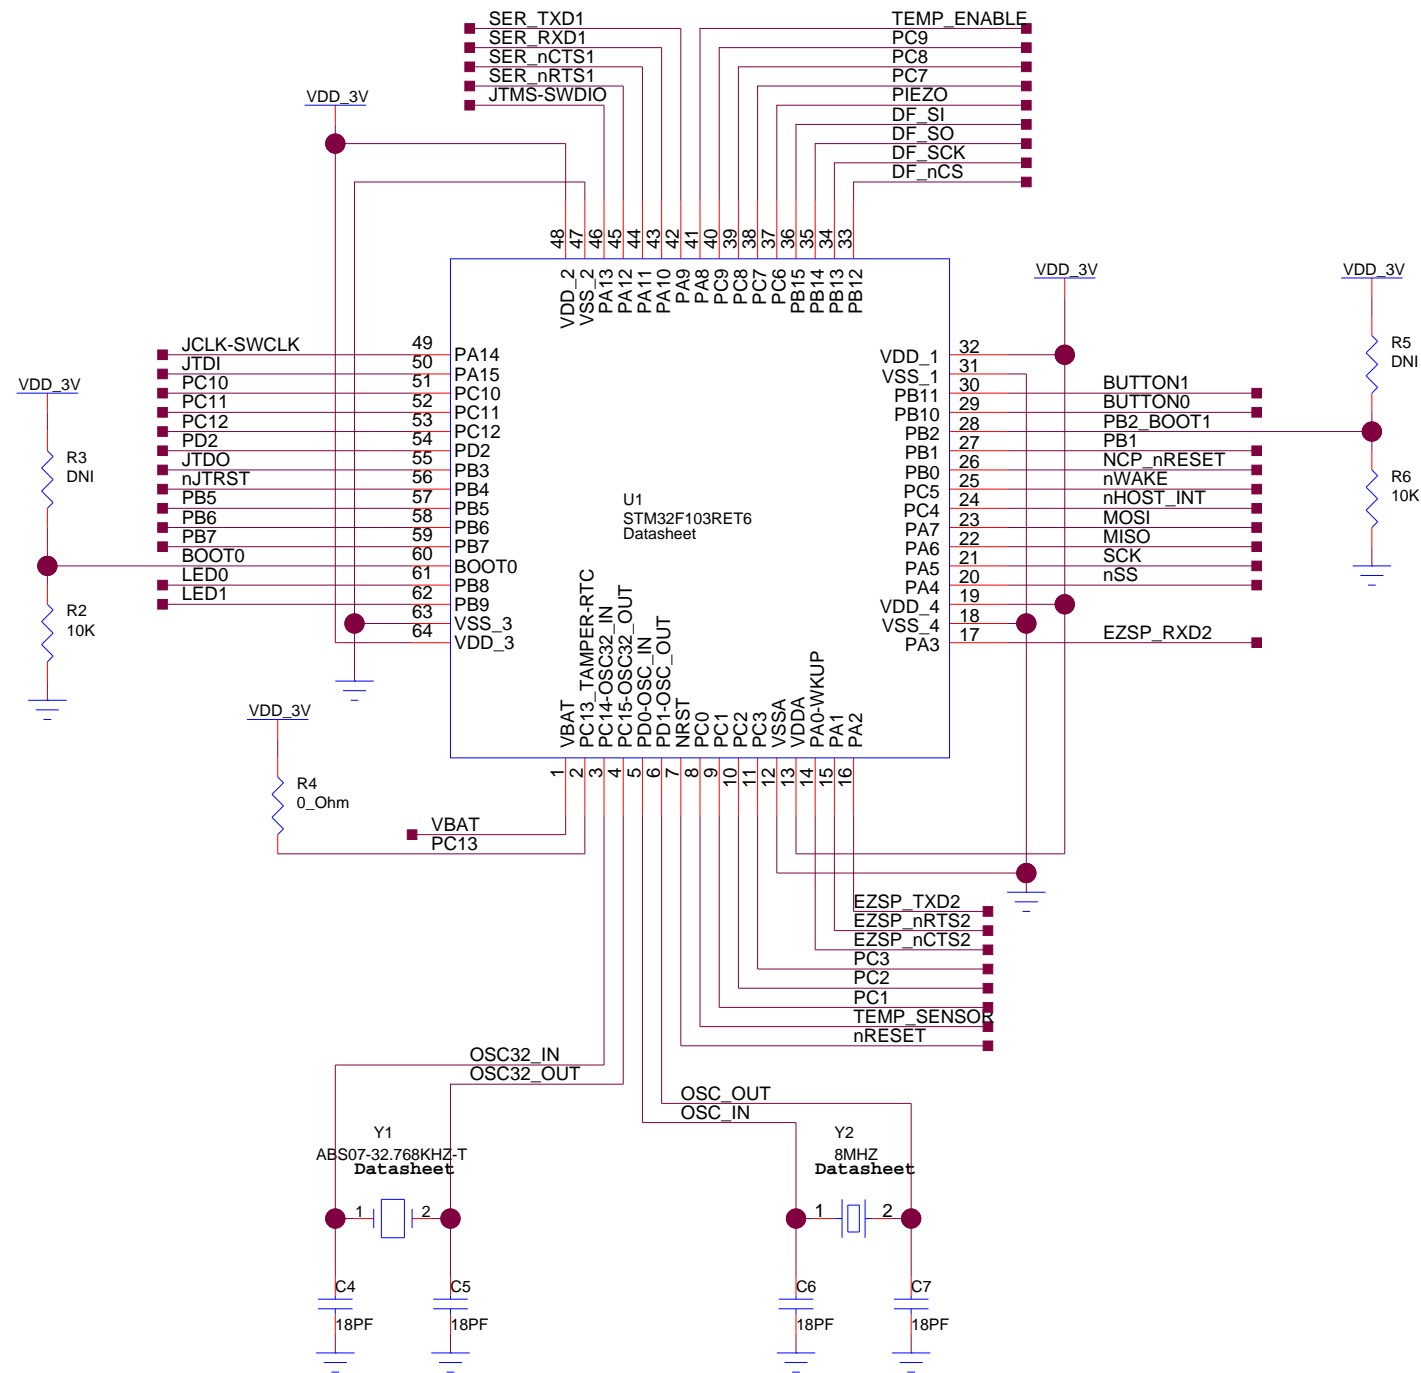 SER_TXD1
SER_RXD1
SER_nCTS1
SER_nRTS1
JTMS-SWDIO
TEMP_ENABLE
PC9
PC8
PC7
PIEZO
DF_SI
DF_SO
DF_SCK
DF_nCS
VDD_3V
48 47 46 45 44 43 42 41 40 39 38 37 36 35 34 33
VDD_2
VSS_2
PA13
PA12
PA11
PA10
PA9
PA8
PC9
PC8
PC7
PC6
PB15
PB14
PB13
PB12
VDD_3V
R3
DNI
R2
10K
JCLK-SWCLK 49 PA14
JTDI 50 PA15
PC10 51 PC10
PC11 52 PC11
PC12 53 PC12
PD2 54 PD2
JTDO 55 PB3
nJTRST 56 PB4
PB5 57 PB5
PB6 58 PB6
PB7 59 PB7
BOOT0 60 BOOT0
LED0 61 PB8
LED1 62 PB9
63 VSS_3
64 VDD_3
U1
STM32F103RET6
Datasheet
VDD_3V
VDD_3V
R5
DNI
R6
10K
VDD_1 32
VSS_1 31
PB11 30 BUTTON1
PB10 29 BUTTON0
PB2 28 PB2_BOOT1
PB1 27 PB1
PB0 26 NCP_nRESET
PC5 25 nWAKE
PC4 24 nHOST_INT
PA7 23 MOSI
PA6 22 MISO
PA5 21 SCK
PA4 20 nSS
VDD_4 19
VSS_4 18
PA3 17 EZSP_RXD2
VBAT
PC13_TAMPER-RTC
PC14-OSC32_IN
PC15-OSC32_OUT
PD0-OSC_IN
PD1-OSC_OUT
NRST
PC0
PC1
PC2
PC3
VSSA
VDDA
PA0-WKUP
PA1
PA2
1 2 3 4 5 6 7 8 9 10 11 12 13 14 15 16
VDD_3V
R4
0_Ohm
VBAT
PC13
EZSP_TXD2
EZSP_nRTS2
EZSP_nCTS2
PC3
PC2
PC1
TEMP_SENSOR
nRESET
OSC32_IN
OSC32_OUT
OSC_OUT
OSC_IN
Y1
ABS07-32.768KHZ-T
Datasheet
1 2
C4
18PF
C5
18PF
Y2
8MHZ
Datasheet
1 2
C6
18PF
C7
18PF